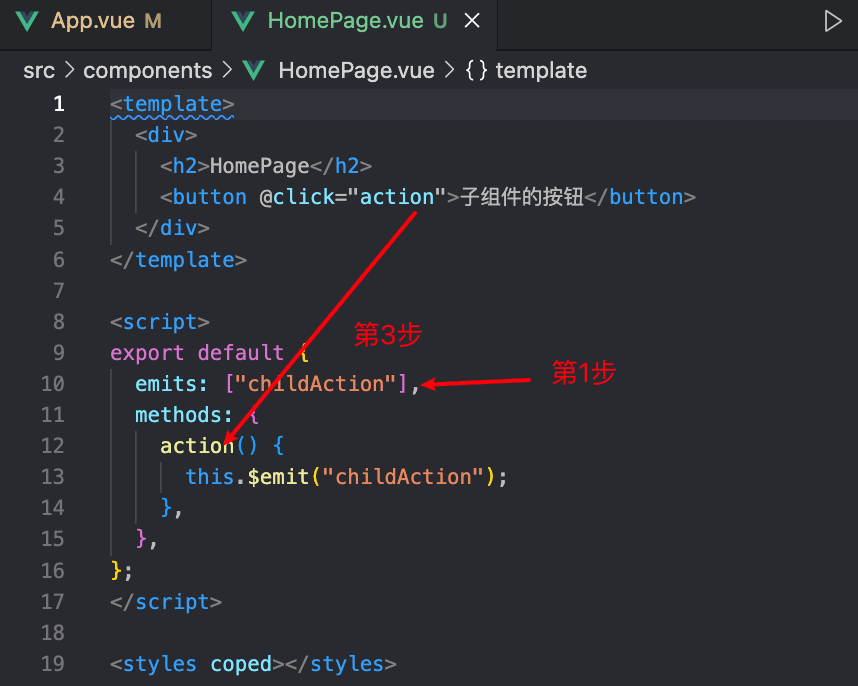 App.vue M HomePage.vue U
src > components > HomePage.vue > {} template
1 <template>
2 <div>
3 <h2>HomePage</h2>
4 <button @click="action">子组件的按钮</button>
5 </div>
6 </template>
7
8 <script>
第3步
9 export default {
第1步
10 emits: ["childAction"],
11 methods: {
12 action() {
13 this.$emit("childAction");
14 },
15 },
16 };
17 </script>
18
19 <styles coped></styles>